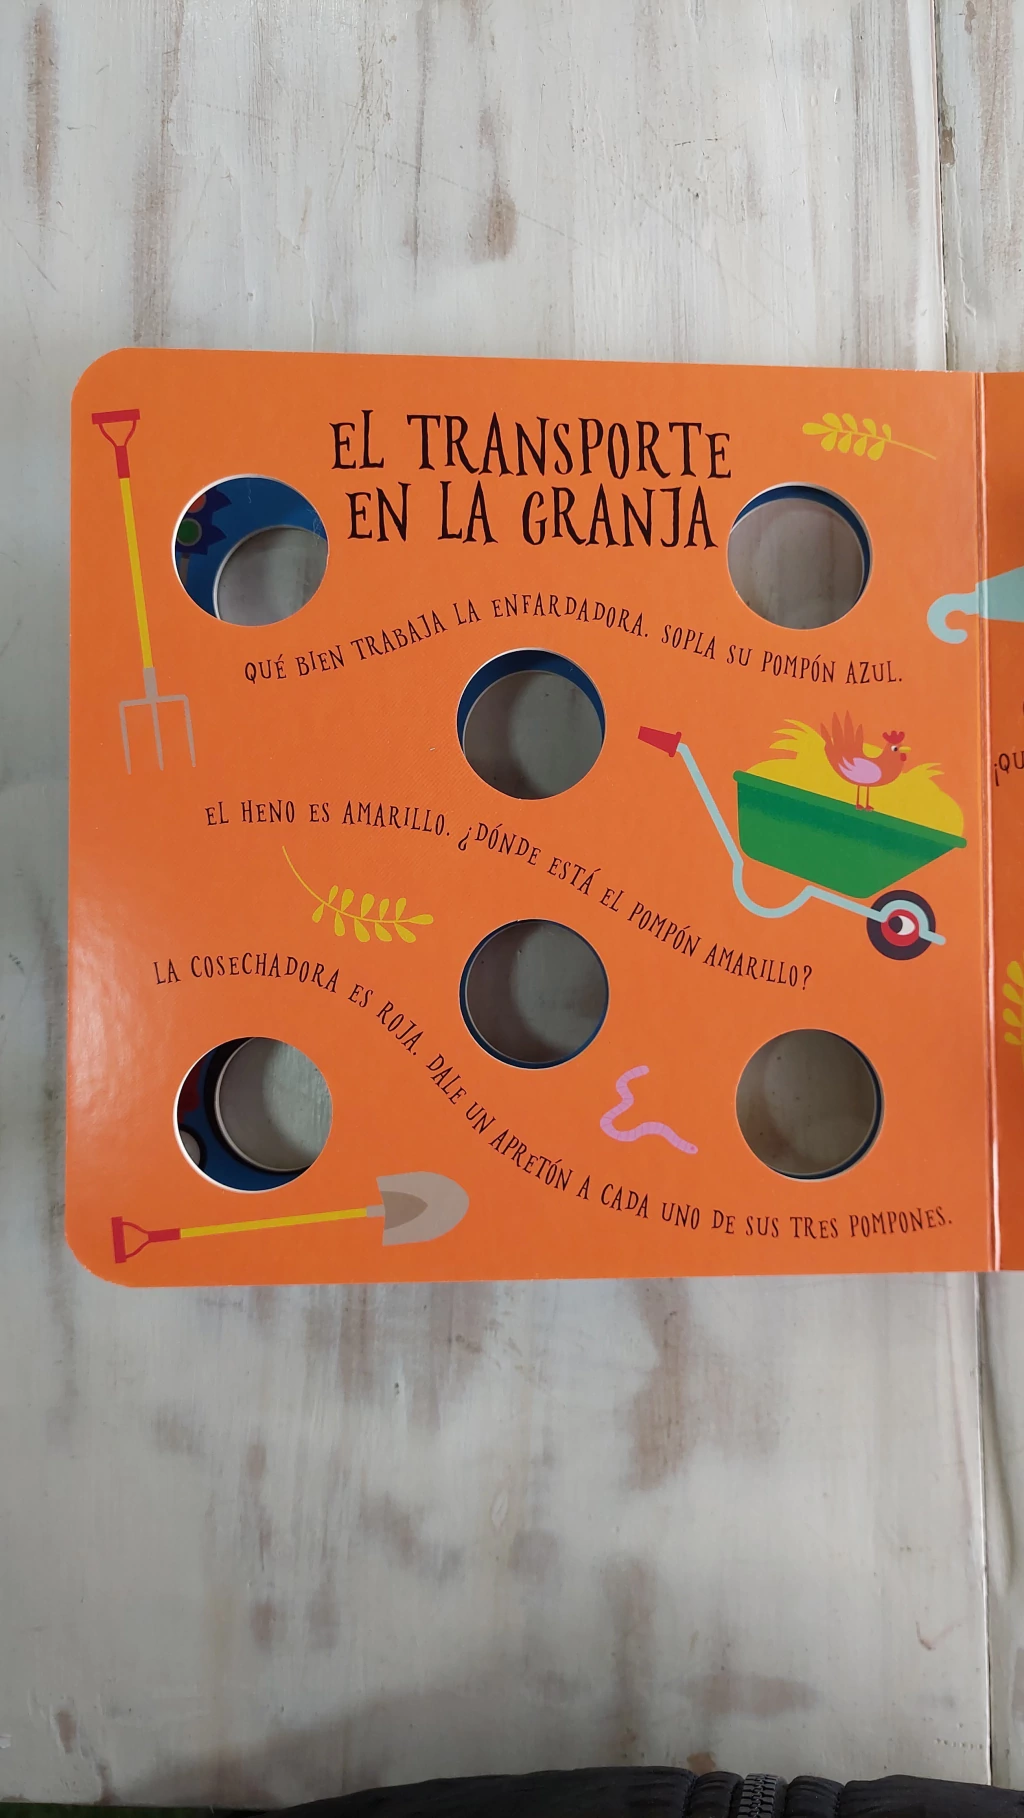 EL TRANSPORTE
EN LA GRANJA
QUÉ BIEN TRABAJA LA ENFARDADORA. SOPLA SU POMPÓN AZUL.
EL HENO ES AMARILLO. ¿DÓNDE ESTÁ EL POMPÓN AMARILLO?
LA COSECHADORA ES ROJA. DALE UN APRETÓN A CADA UNO DE SUS TRES POMPONES.